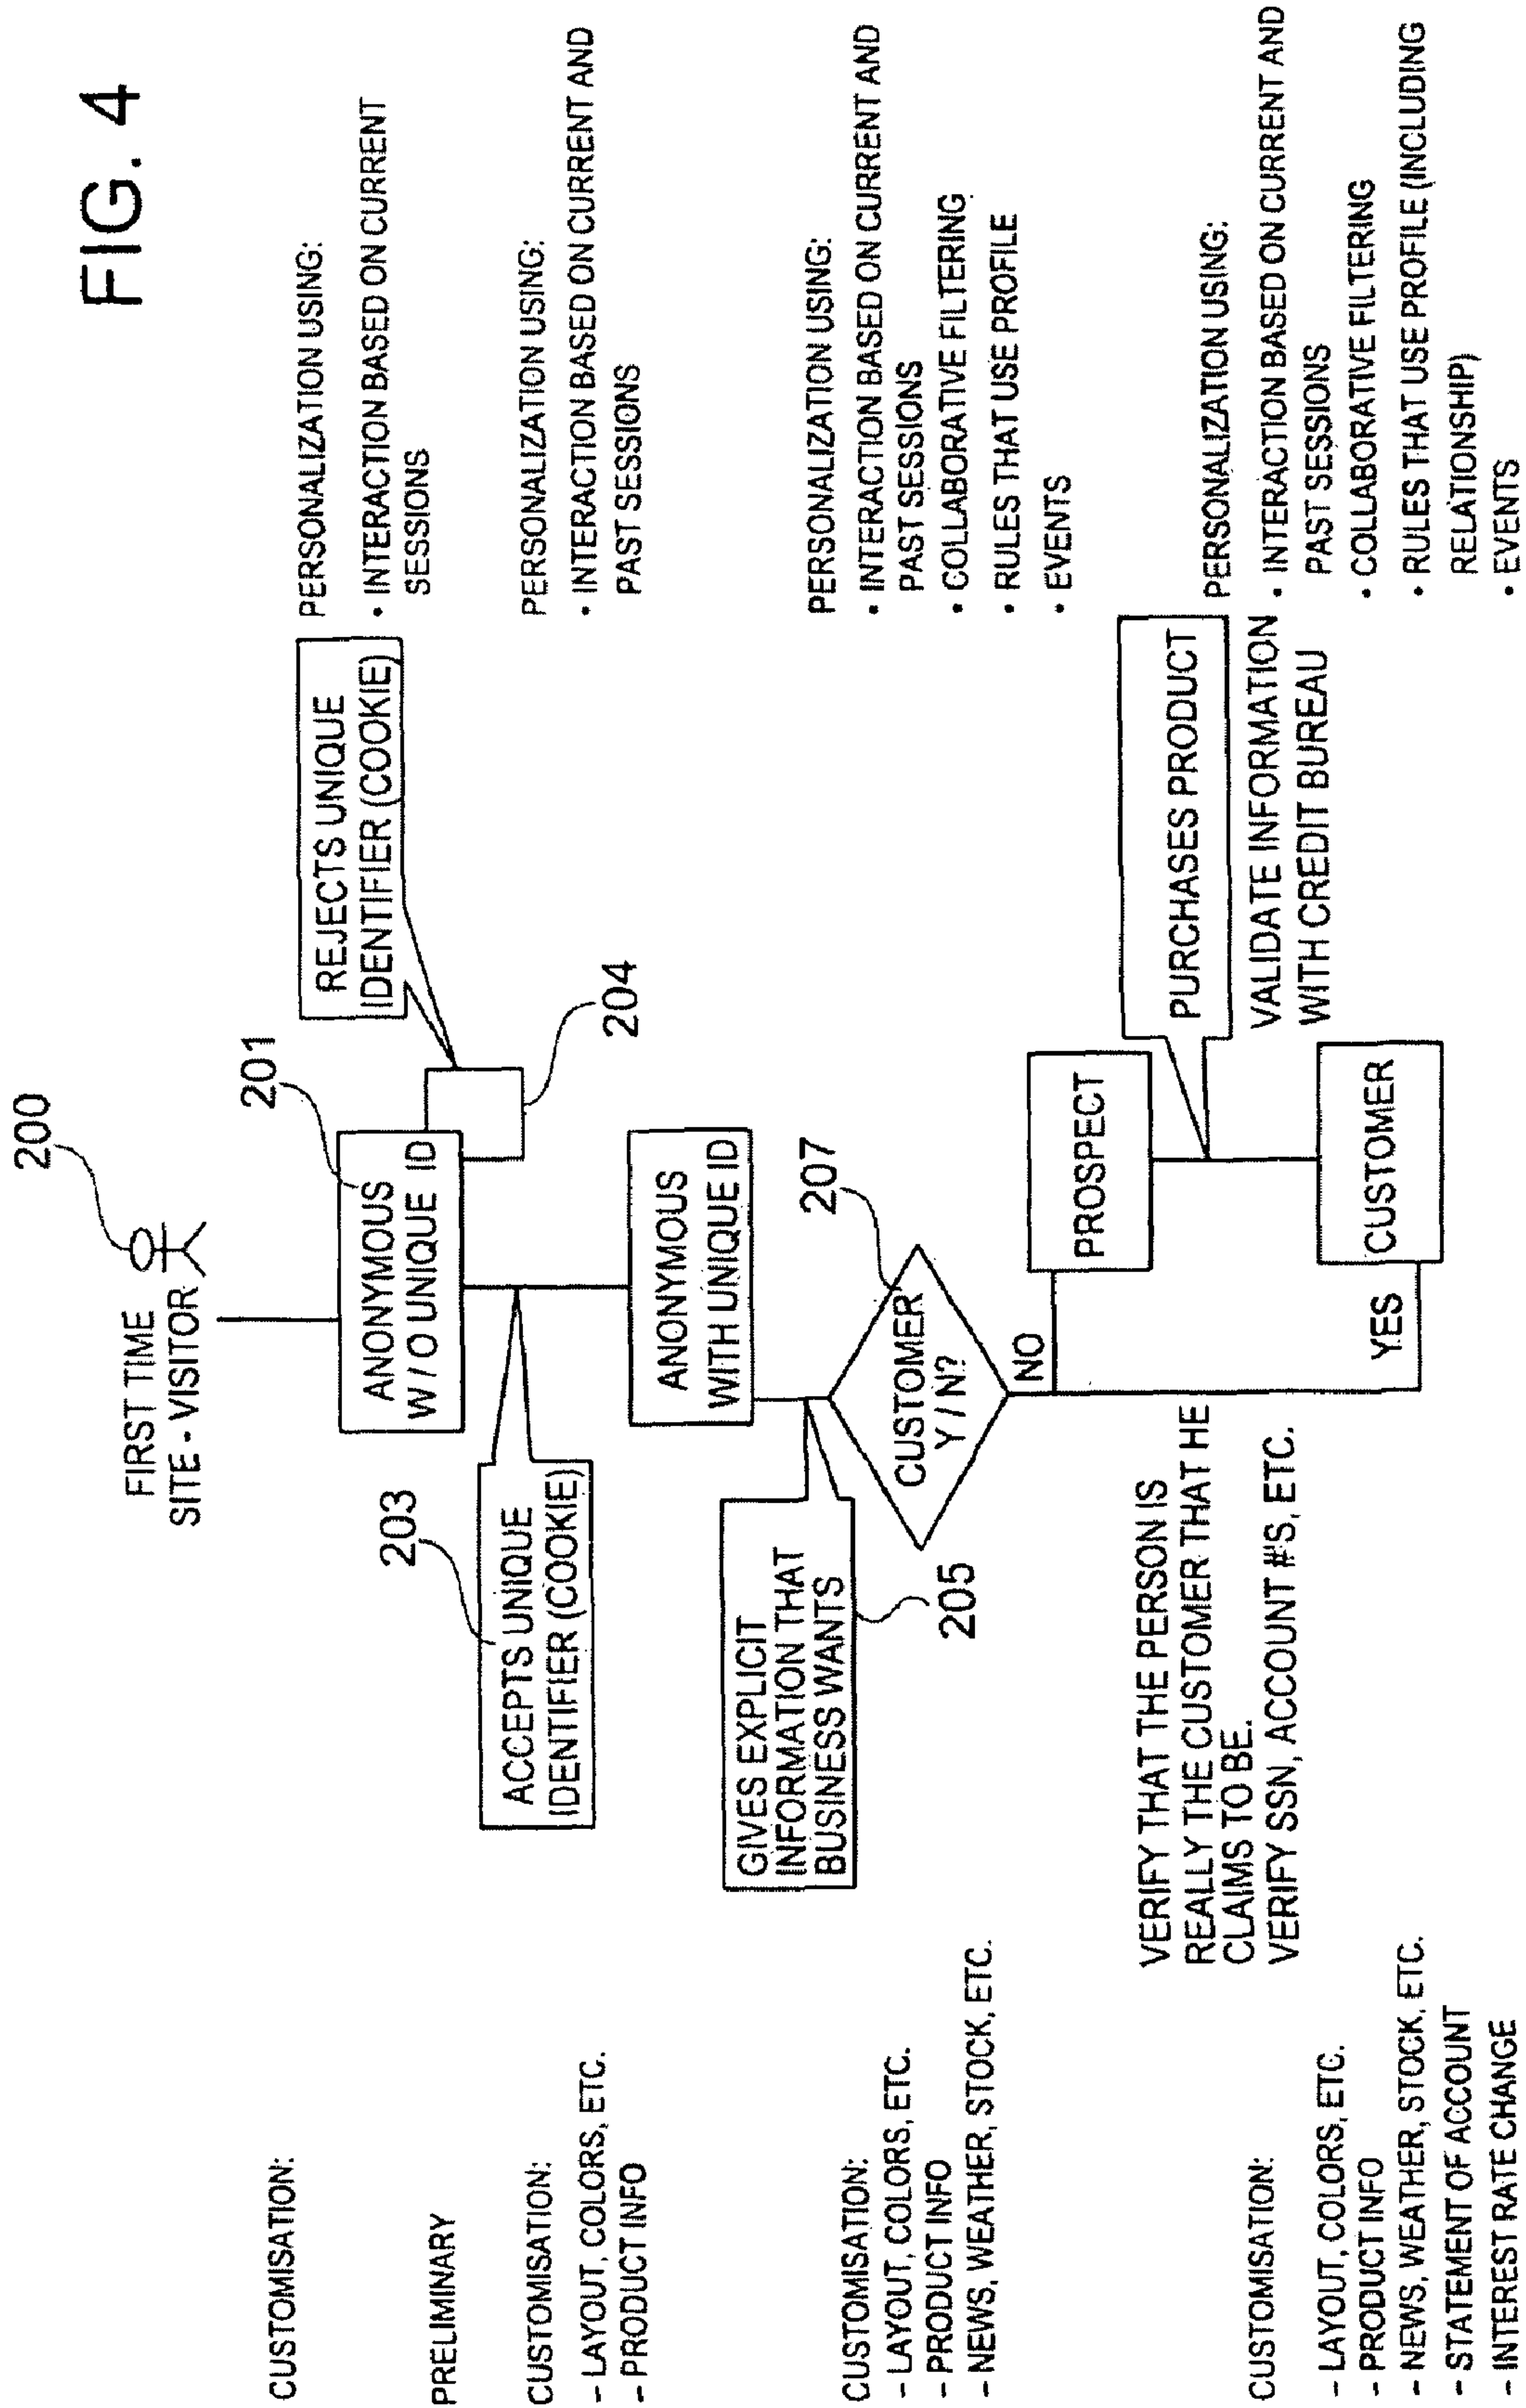 FIG. 4
200
FIRST TIME
SITE - VISITOR
CUSTOMISATION:
201
ANONYMOUS
W / O UNIQUE ID
REJECTS UNIQUE
IDENTIFIER (COOKIE)
204
PERSONALIZATION USING:
• INTERACTION BASED ON CURRENT
SESSIONS
PRELIMINARY
CUSTOMISATION:
– LAYOUT, COLORS, ETC.
– PRODUCT INFO
203
ACCEPTS UNIQUE
IDENTIFIER (COOKIE)
ANONYMOUS
WITH UNIQUE ID
PERSONALIZATION USING:
• INTERACTION BASED ON CURRENT AND
PAST SESSIONS
GIVES EXPLICIT
INFORMATION THAT
BUSINESS WANTS
205
207
CUSTOMER
Y / N?
NO
YES
CUSTOMISATION:
– LAYOUT, COLORS, ETC.
– PRODUCT INFO
– NEWS, WEATHER, STOCK, ETC.
PERSONALIZATION USING:
• INTERACTION BASED ON CURRENT AND
PAST SESSIONS
• COLLABORATIVE FILTERING
• RULES THAT USE PROFILE
• EVENTS
VERIFY THAT THE PERSON IS
REALLY THE CUSTOMER THAT HE
CLAIMS TO BE.
VERIFY SSN, ACCOUNT #'S, ETC.
PROSPECT
PURCHASES PRODUCT
VALIDATE INFORMATION
WITH CREDIT BUREAU
CUSTOMER
CUSTOMISATION:
– LAYOUT, COLORS, ETC.
– PRODUCT INFO
– NEWS, WEATHER, STOCK, ETC.
– STATEMENT OF ACCOUNT
– INTEREST RATE CHANGE
PERSONALIZATION USING:
• INTERACTION BASED ON CURRENT AND
PAST SESSIONS
• COLLABORATIVE FILTERING
• RULES THAT USE PROFILE (INCLUDING
RELATIONSHIP)
• EVENTS